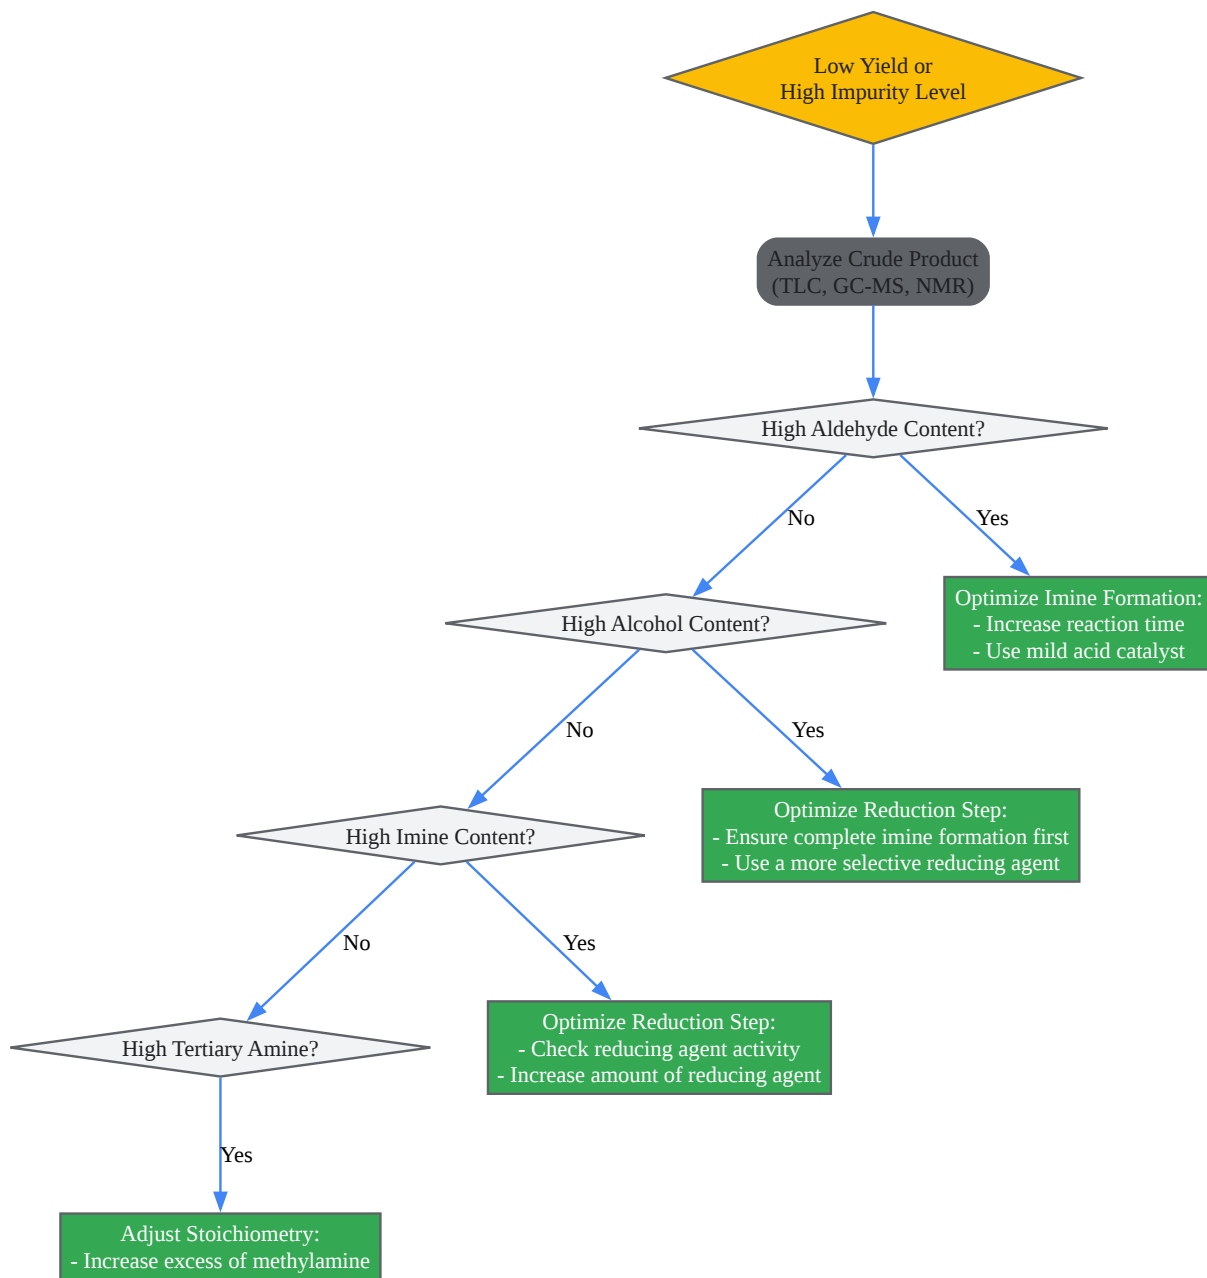 Low Yield or
High Impurity Level
Analyze Crude Product
(TLC, GC-MS, NMR)
High Aldehyde Content?
No
Yes
Optimize Imine Formation:
- Increase reaction time
- Use mild acid catalyst
High Alcohol Content?
No
Yes
Optimize Reduction Step:
- Ensure complete imine formation first
- Use a more selective reducing agent
High Imine Content?
No
Yes
Optimize Reduction Step:
- Check reducing agent activity
- Increase amount of reducing agent
High Tertiary Amine?
Yes
Adjust Stoichiometry:
- Increase excess of methylamine